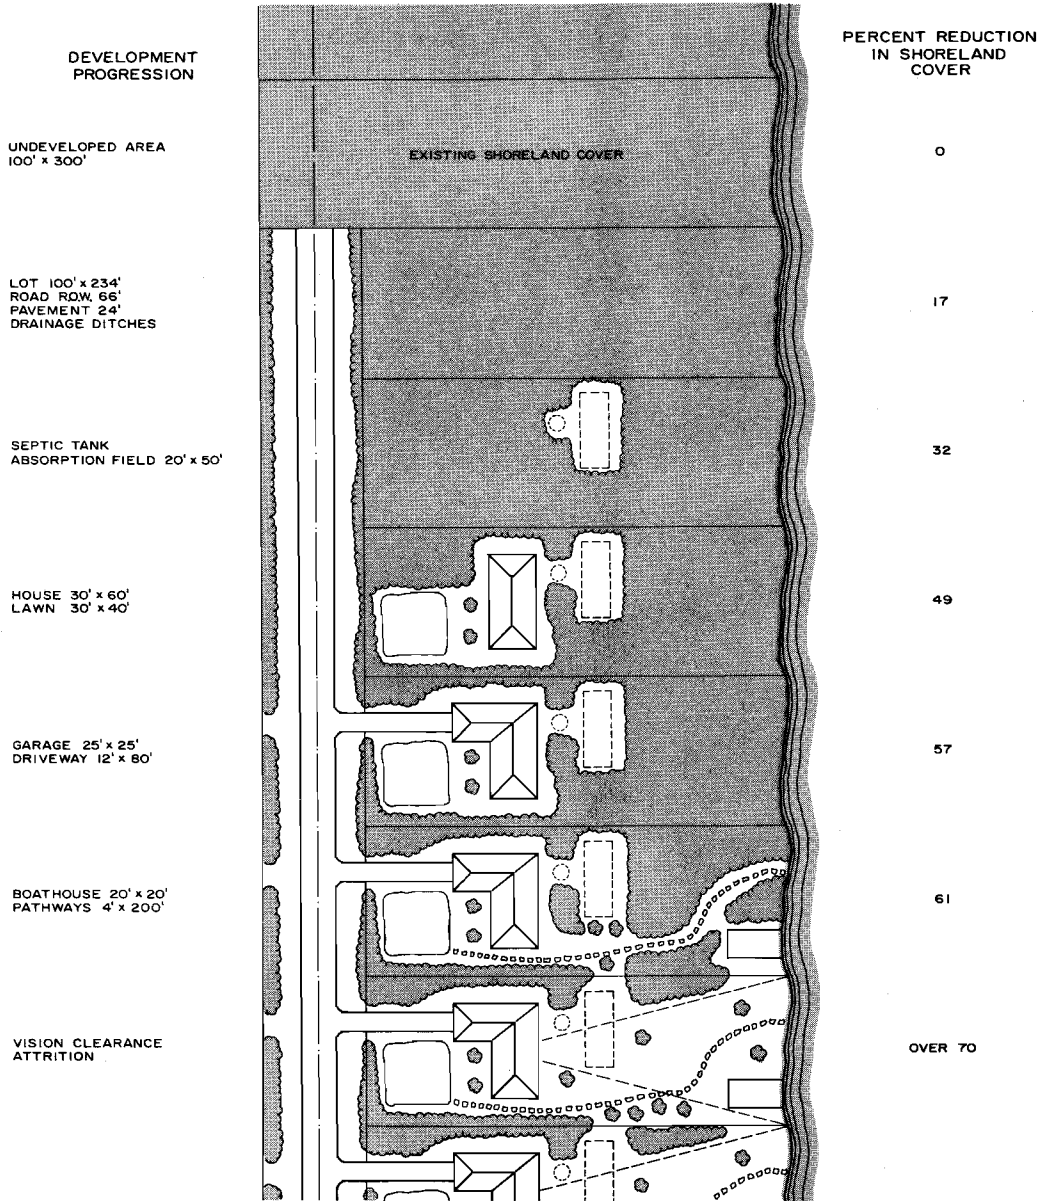 DEVELOPMENT
PROGRESSION
PERCENT REDUCTION
IN SHORELAND
COVER
UNDEVELOPED AREA
100' x 300'
EXISTING SHORELAND COVER
0
LOT 100' x 234'
ROAD R.O.W. 66'
PAVEMENT 24'
DRAINAGE DITCHES
17
SEPTIC TANK
ABSORPTION FIELD 20' x 50'
32
HOUSE 30' x 60'
LAWN 30' x 40'
49
GARAGE 25' x 25'
DRIVEWAY 12' x 80'
57
BOATHOUSE 20' x 20'
PATHWAYS 4' x 200'
61
VISION CLEARANCE
ATTRITION
OVER 70